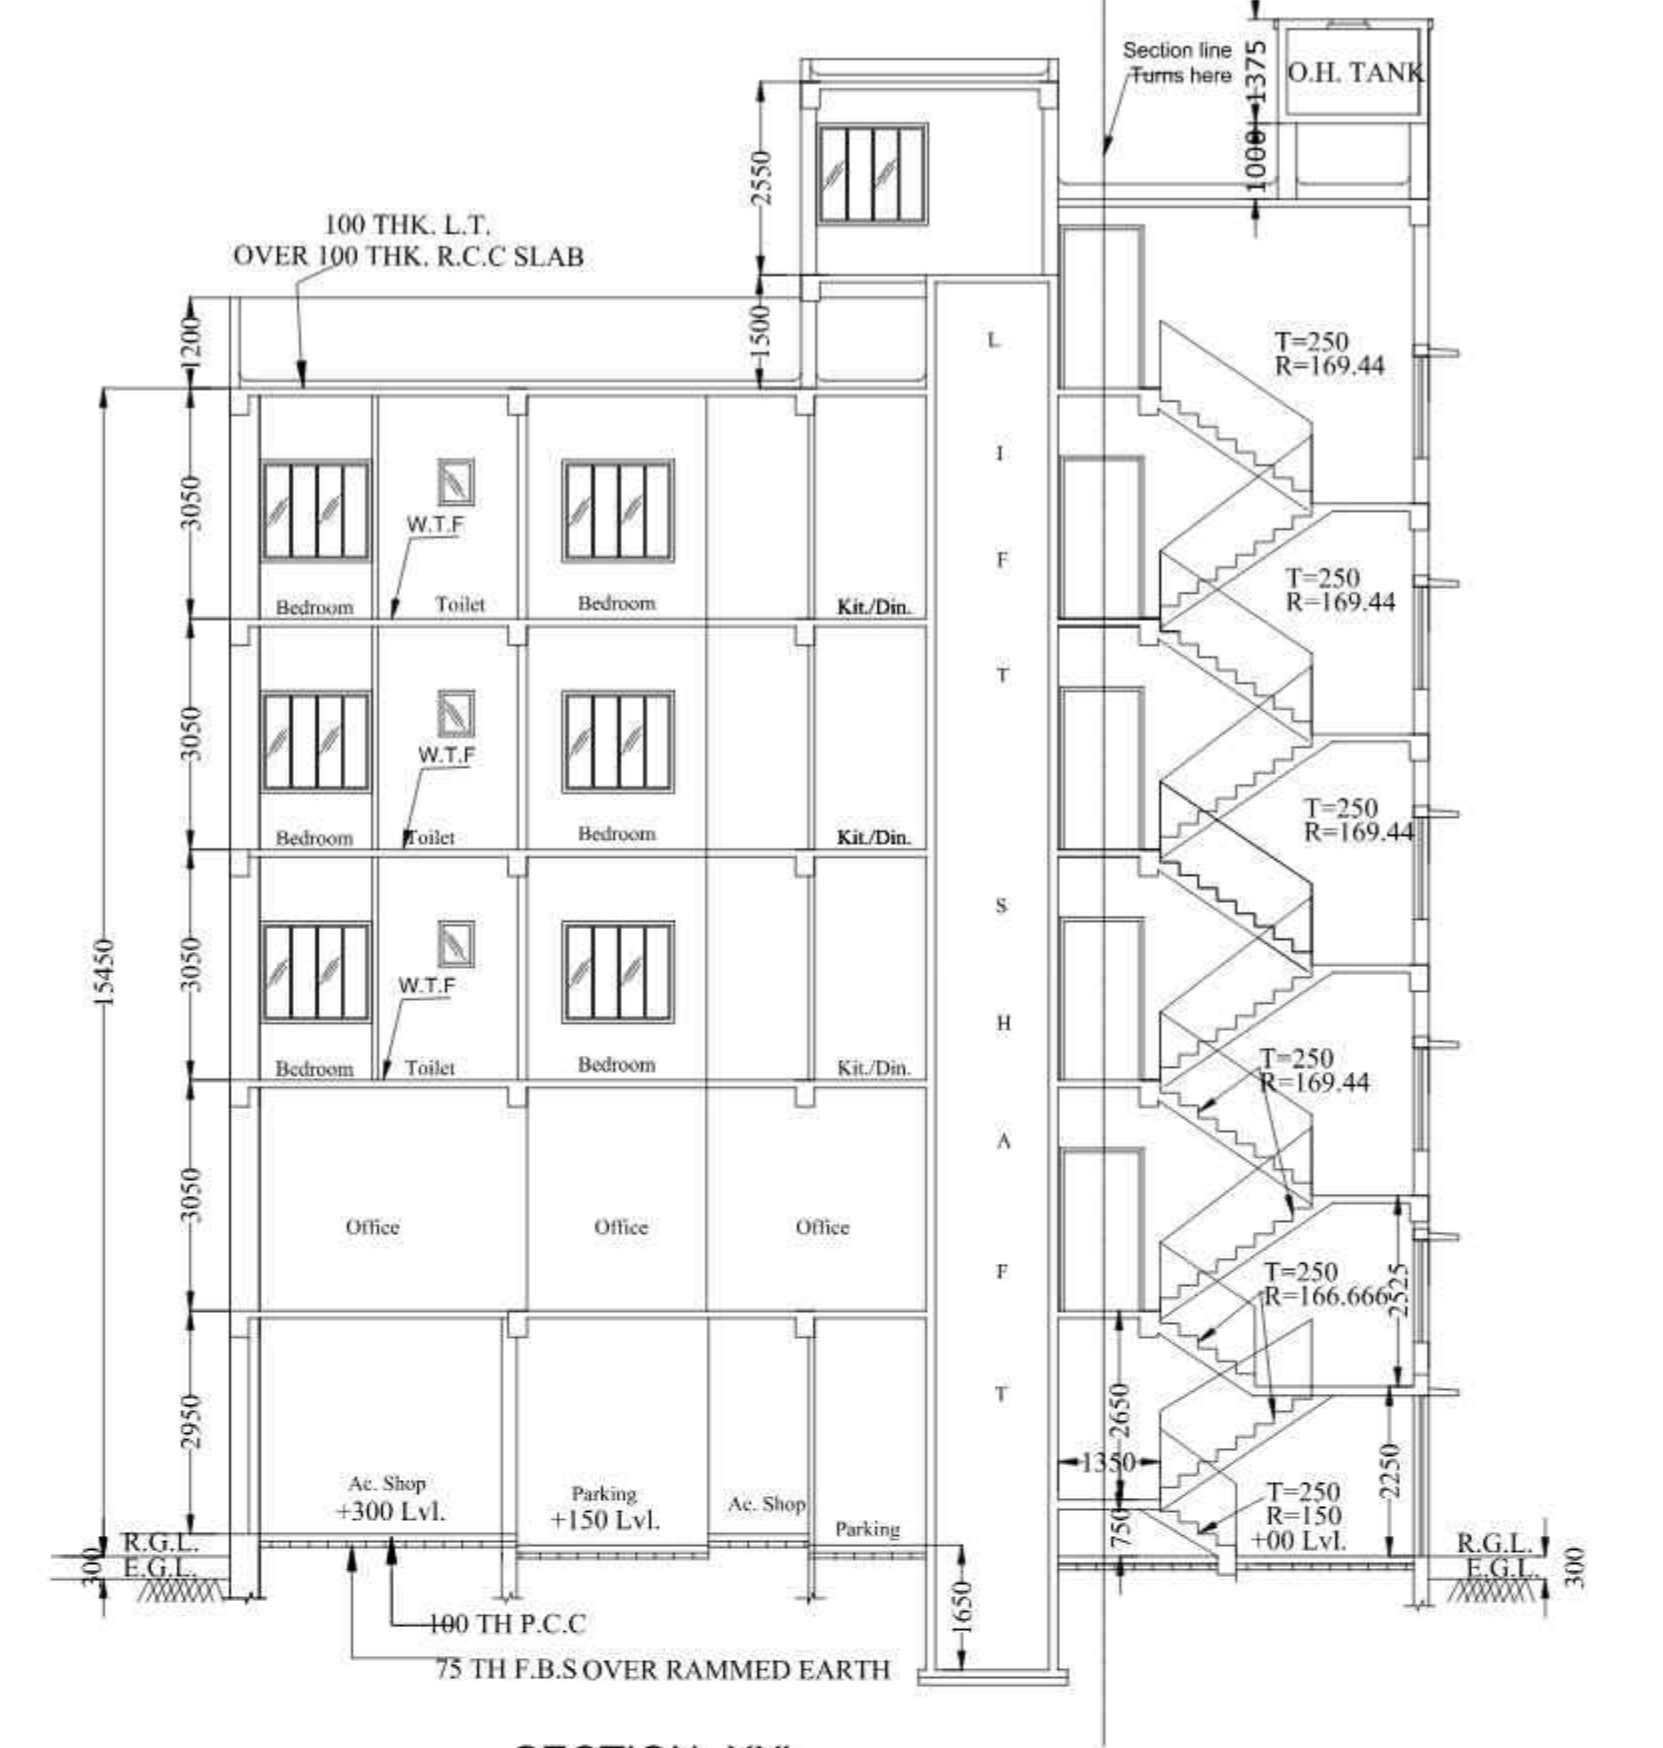 Section line
Turns here
1375
O.H. TANK
1000
2550
100 THK. L.T.
OVER 100 THK. R.C.C SLAB
1200
1500
L
I
F
T
S
H
A
F
T
T=250
R=169.44
3050
W.T.F
Bedroom
Toilet
Bedroom
Kit./Din.
T=250
R=169.44
3050
W.T.F
Bedroom
Toilet
Bedroom
Kit./Din.
T=250
R=169.44
15450
3050
W.T.F
Bedroom
Toilet
Bedroom
Kit./Din.
T=250
R=169.44
3050
Office
Office
Office
T=250
R=166.666
2525
2950
2650
1350
2250
Ac. Shop
+300 Lvl.
Parking
+150 Lvl.
Ac. Shop
Parking
750
T=250
R=150
+00 Lvl.
R.G.L.
E.G.L.
300
R.G.L.
E.G.L.
300
1650
100 TH P.C.C
75 TH F.B.S OVER RAMMED EARTH